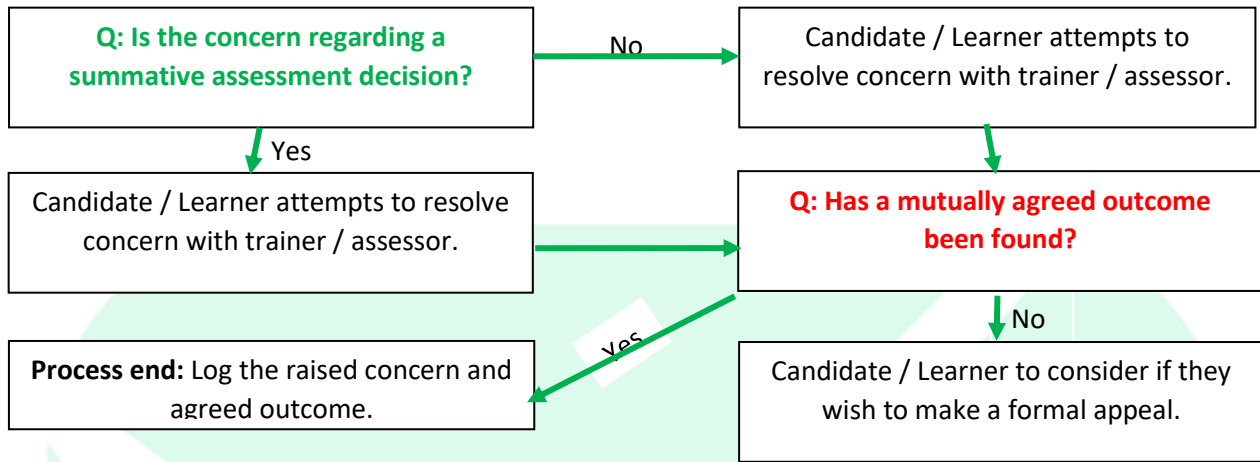 Q: Is the concern regarding a
summative assessment decision?
No
Candidate / Learner attempts to
resolve concern with trainer / assessor.
Yes
Candidate / Learner attempts to resolve
concern with trainer / assessor.
Q: Has a mutually agreed outcome
been found?
Yes
No
Process end: Log the raised concern and
agreed outcome.
Candidate / Learner to consider if they
wish to make a formal appeal.